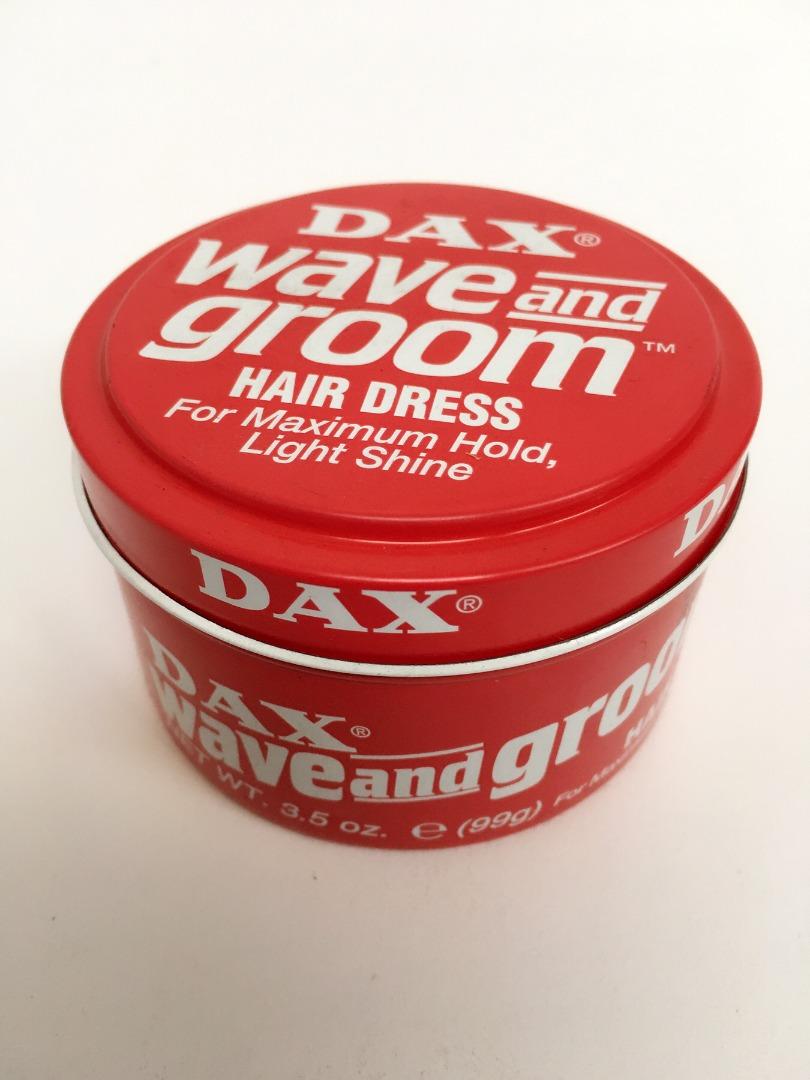 DAX®
wave and
groom™
HAIR DRESS
For Maximum Hold,
Light Shine
DAX®
DAX®
wave and groo
NET WT. 3.5 oz. ℮ (99g)